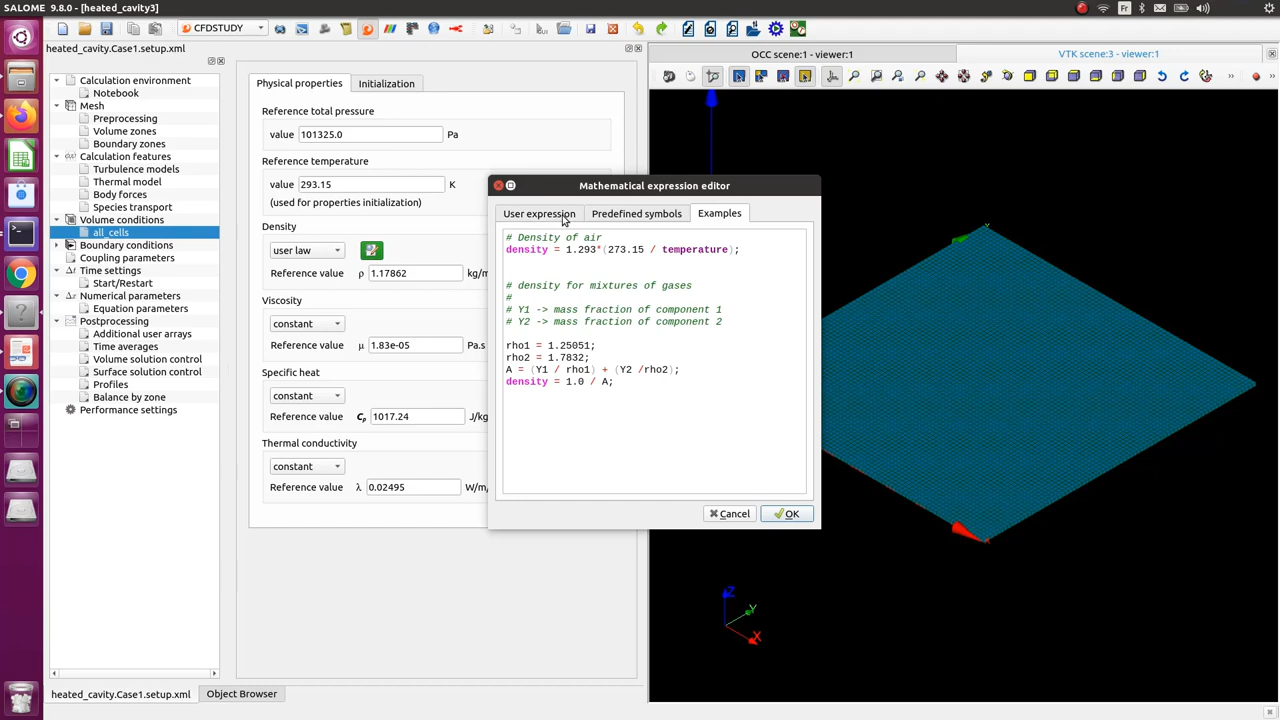 SALOME 9.8.0 - [heated_cavity3]
Fr
CFDSTUDY
heated_cavity.Case1.setup.xml
OCC scene:1 - viewer:1
VTK scene:3 - viewer:1
Calculation environment
Notebook
Mesh
Preprocessing
Volume zones
Boundary zones
Calculation features
Turbulence models
Thermal model
Body forces
Species transport
Volume conditions
all_cells
Boundary conditions
Coupling parameters
Time settings
Start/Restart
Numerical parameters
Equation parameters
Postprocessing
Additional user arrays
Time averages
Volume solution control
Surface solution control
Profiles
Balance by zone
Performance settings
Physical properties
Initialization
Reference total pressure
value 101325.0 Pa
Reference temperature
value 293.15 K
(used for properties initialization)
Density
user law
Reference value ρ 1.17862 kg/m
Viscosity
constant
Reference value μ 1.83e-05 Pa.s
Specific heat
constant
Reference value Cp 1017.24 J/kg
Thermal conductivity
constant
Reference value λ 0.02495 W/m/
Mathematical expression editor
User expression
Predefined symbols
Examples
# Density of air
density = 1.293*(273.15 / temperature);
# density for mixtures of gases
#
# Y1 -> mass fraction of component 1
# Y2 -> mass fraction of component 2
rho1 = 1.25051;
rho2 = 1.7832;
A = (Y1 / rho1) + (Y2 /rho2);
density = 1.0 / A;
Cancel
OK
Y
Z
Y
X
heated_cavity.Case1.setup.xml
Object Browser